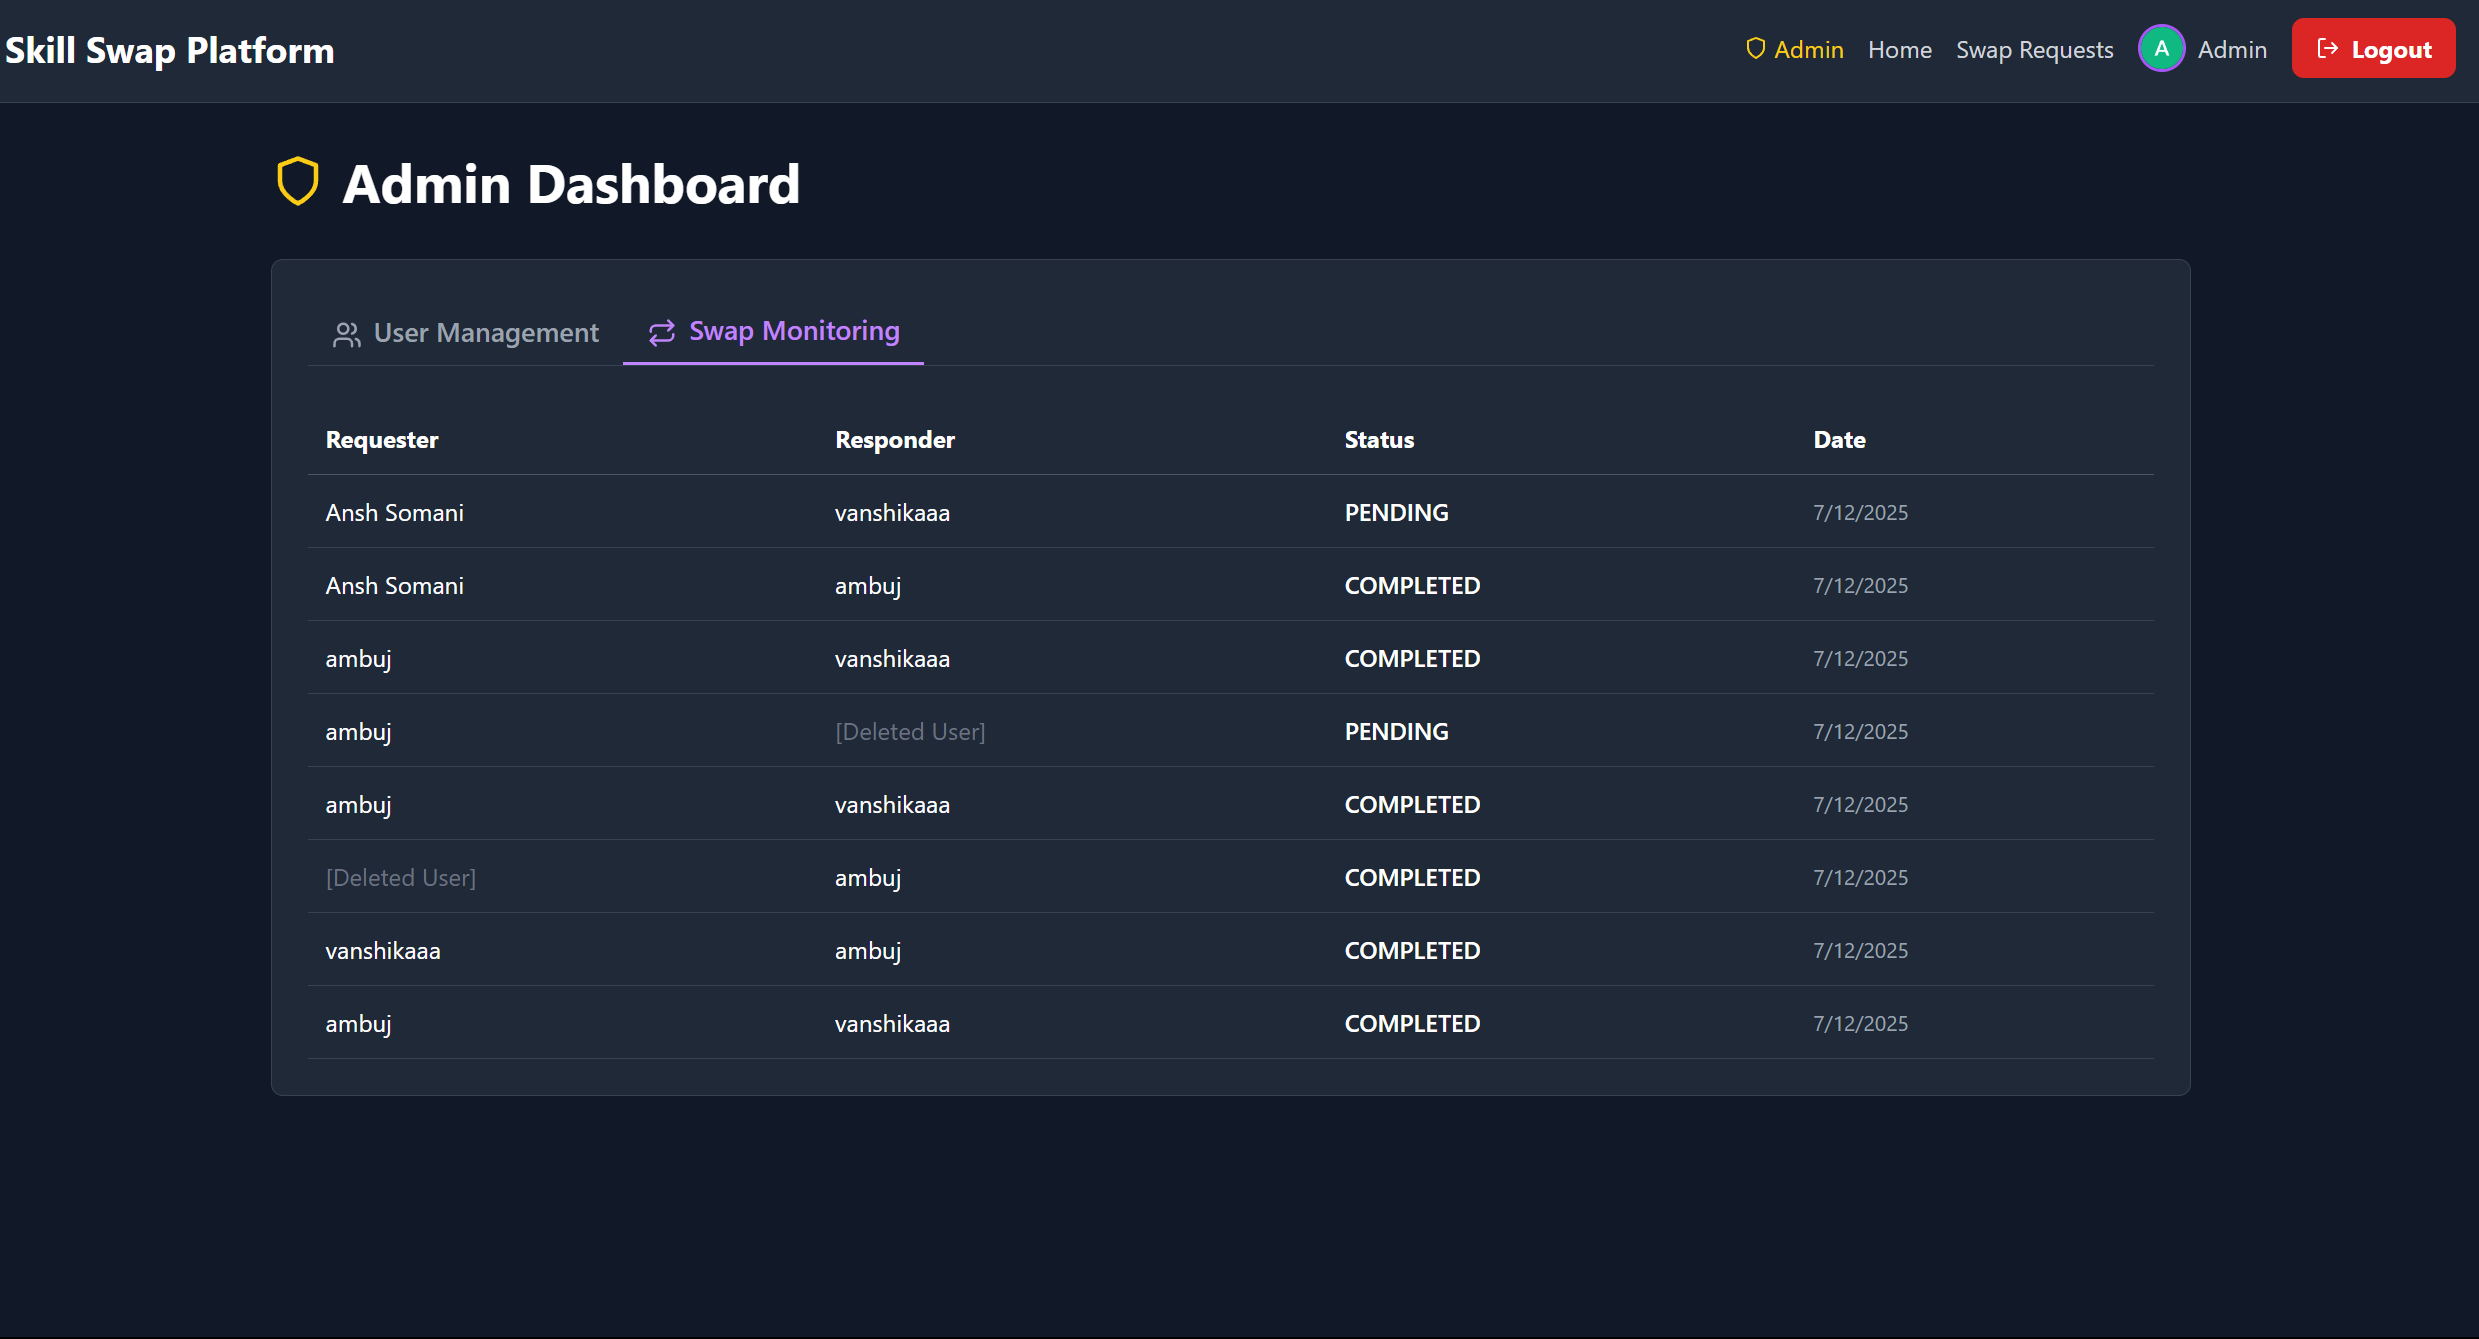 Skill Swap Platform
Admin Home Swap Requests A Admin Logout
Admin Dashboard
User Management Swap Monitoring
Requester Responder Status Date
Ansh Somani vanshikaaa PENDING 7/12/2025
Ansh Somani ambuj COMPLETED 7/12/2025
ambuj vanshikaaa COMPLETED 7/12/2025
ambuj [Deleted User] PENDING 7/12/2025
ambuj vanshikaaa COMPLETED 7/12/2025
[Deleted User] ambuj COMPLETED 7/12/2025
vanshikaaa ambuj COMPLETED 7/12/2025
ambuj vanshikaaa COMPLETED 7/12/2025